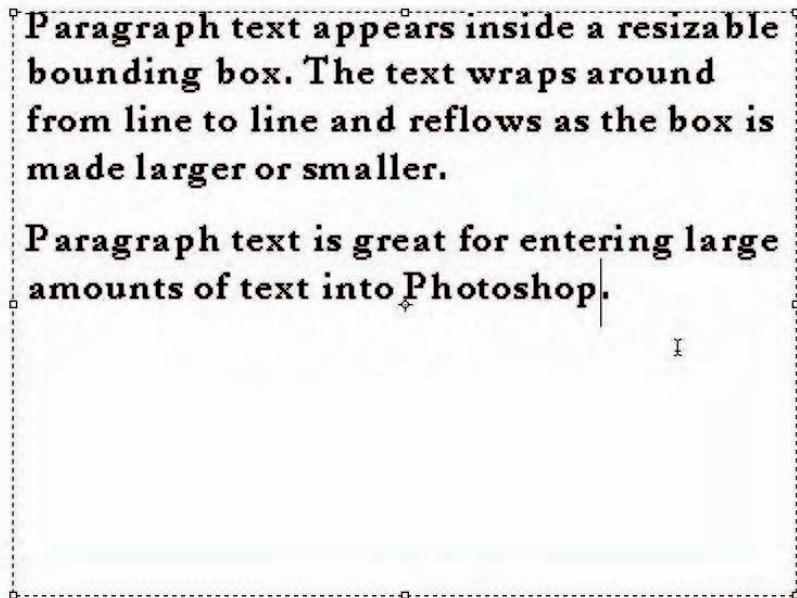 Paragraph text appears inside a resizable
bounding box. The text wraps around
from line to line and reflows as the box is
made larger or smaller.
Paragraph text is great for entering large
amounts of text into Photoshop.